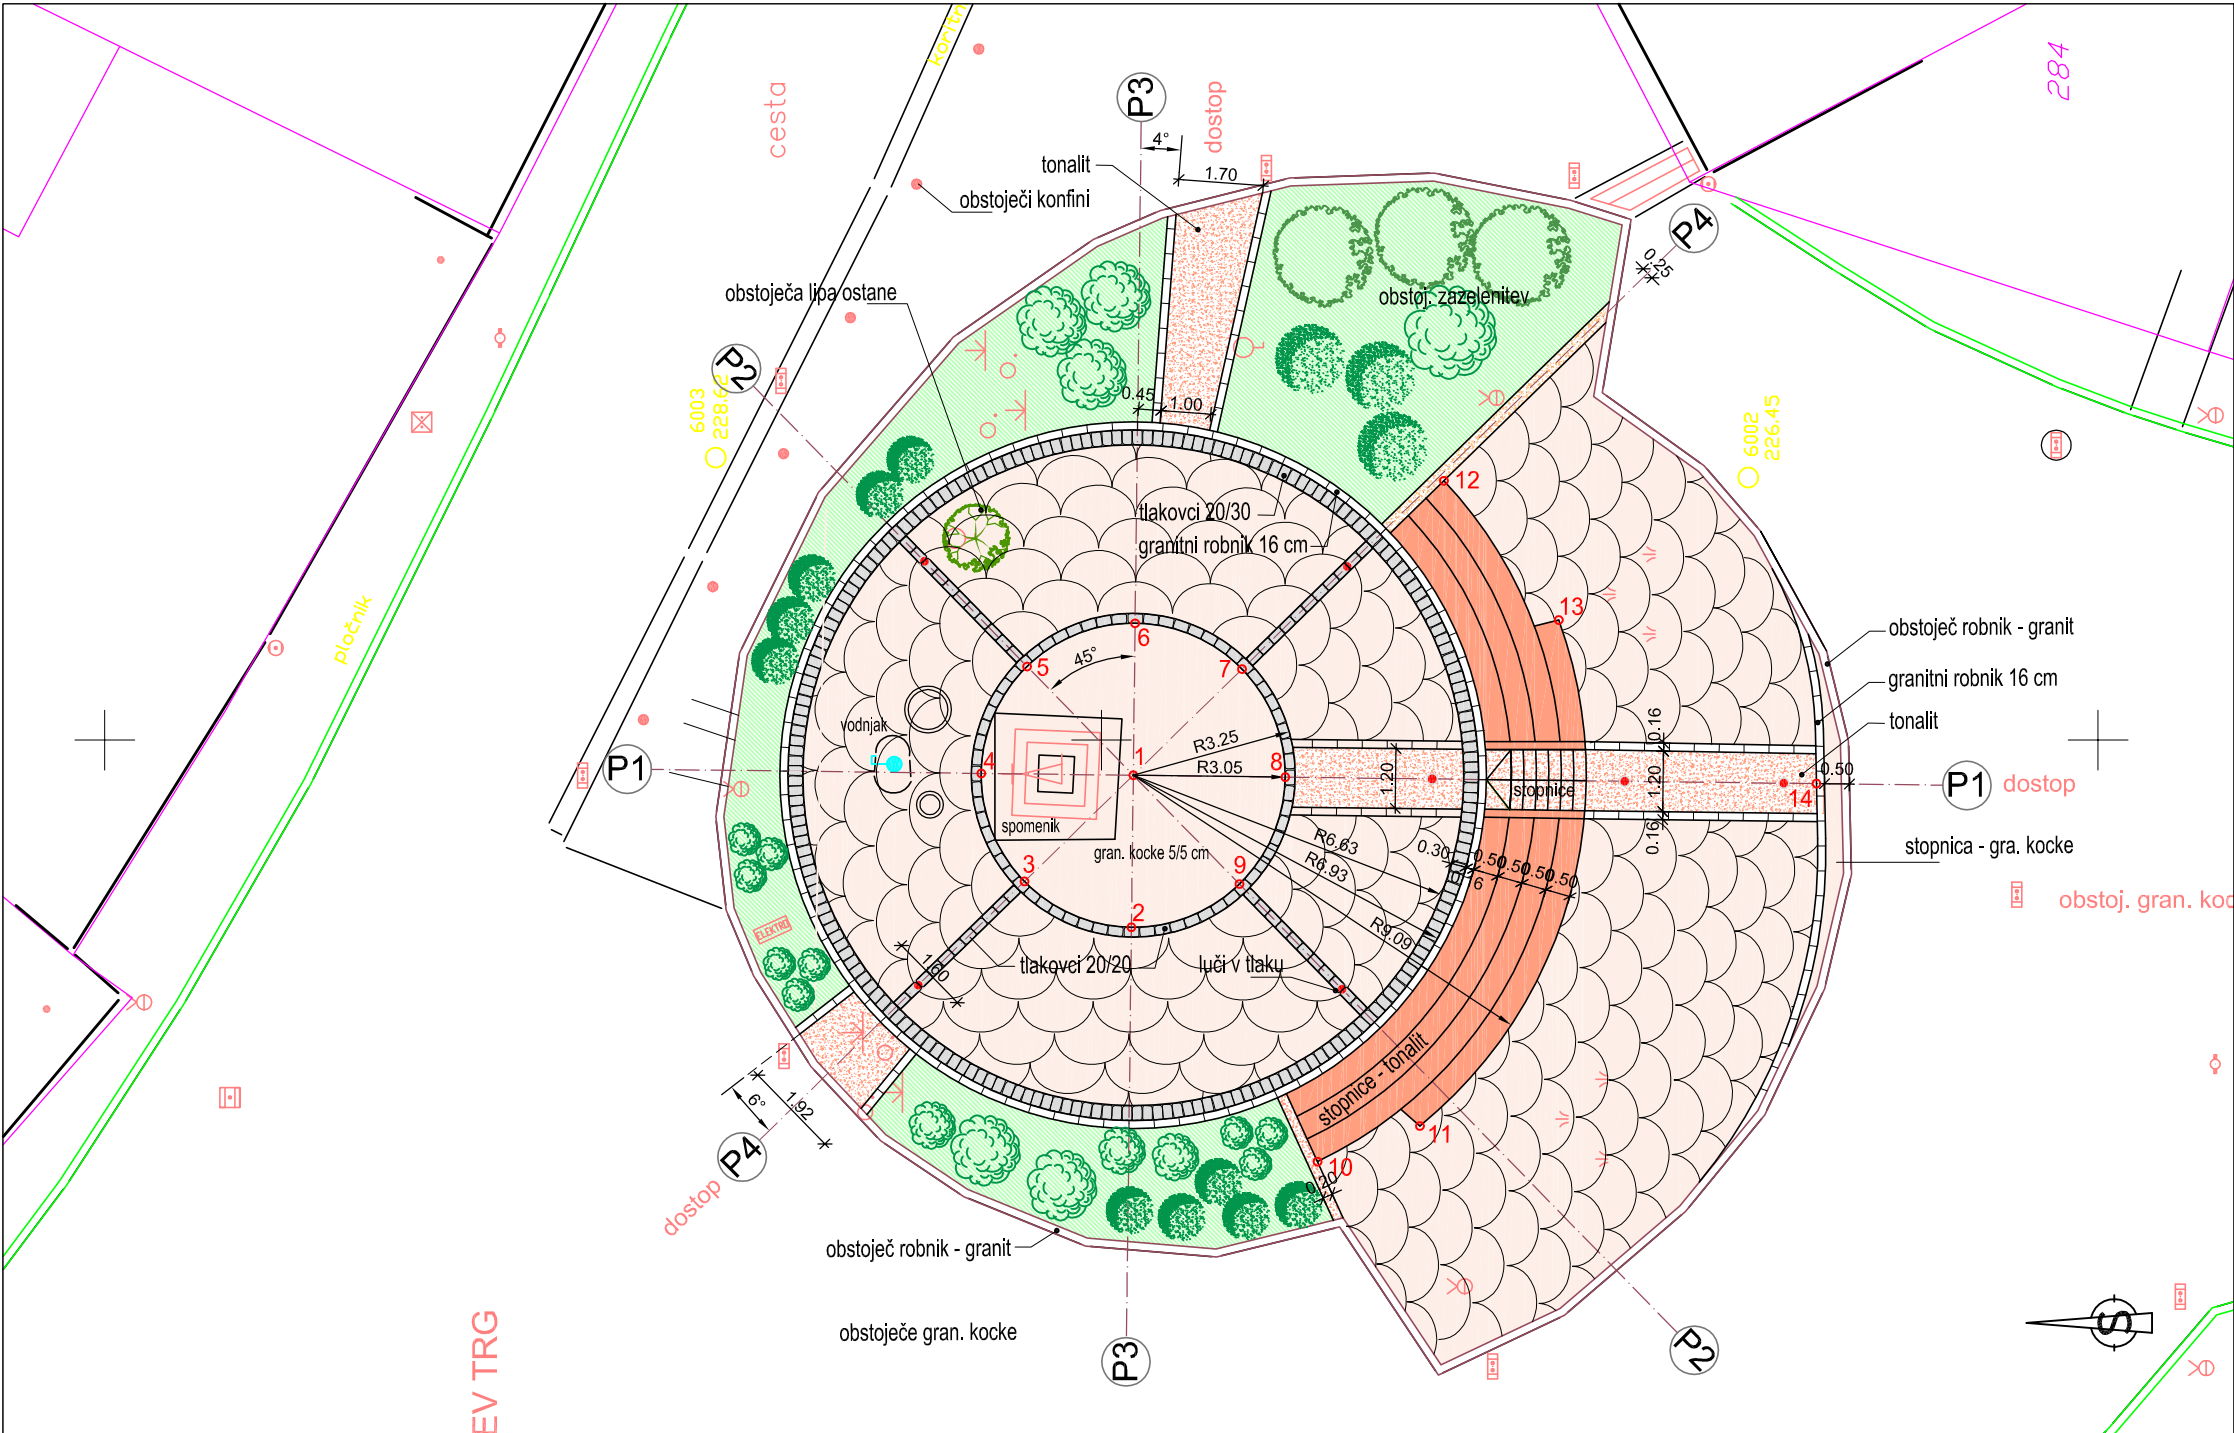 koritn
284
cesta
P3
dostop
4°
tonalit
1.70
obstoječi konfini
P4
0.25
obstoječa lipa ostane
obstoj. zazelenitev
P2
6003
228.62
0.45
1.00
6002
226.45
12
tlakovci 20/30
granitni robnik 16 cm
pločnik
13
obstoječ robnik - granit
6
45°
5
7
granitni robnik 16 cm
vodnjak
0.16
tonalit
R3.25
P1
4
1
R3.05
8
1.20
stopnice
1.20
14
0.50
P1
dostop
spomenik
gran. kocke 5/5 cm
R6.63
0.30
0.16
stopnica - gra. kocke
3
9
R6.93
6
0.50
0.50
0.50
0.50
obstoj. gran. koc
2
R9.09
ELEKTRO
1.60
tlakovci 20/20
luči v tlaku
stopnice - tonalit
6°
1.92
P4
11
10
0.20
dostop
obstoječ robnik - granit
obstoječe gran. kocke
P3
P2
S
EV TRG